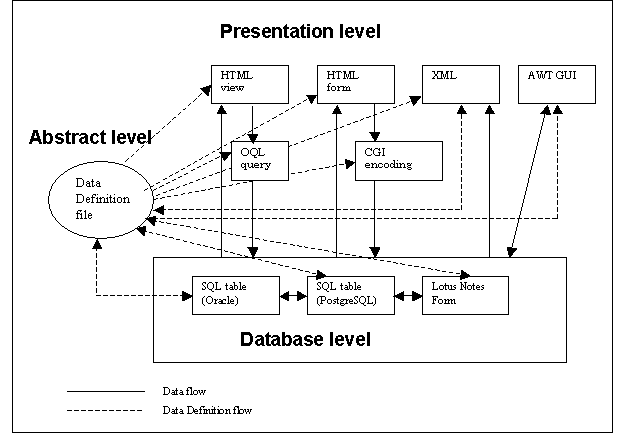 Presentation level
HTML
view
HTML
form
XML
AWT GUI
Abstract level
OQL
query
CGI
encoding
Data
Definition
file
SQL table
(Oracle)
SQL table
(PostgreSQL)
Lotus Notes
Form
Database level
Data flow
Data Definition flow